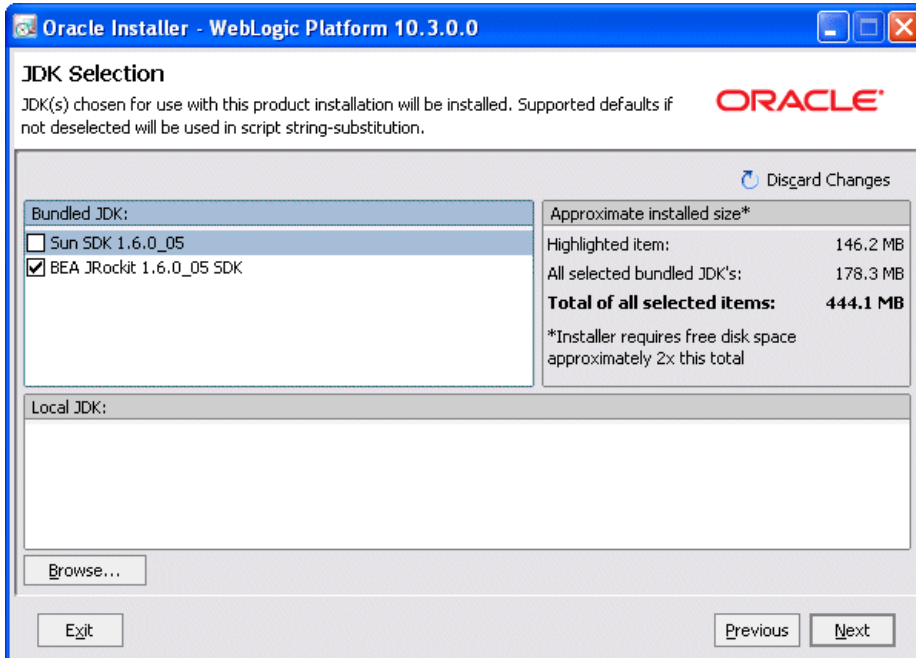 Oracle Installer - WebLogic Platform 10.3.0.0
JDK Selection
JDK(s) chosen for use with this product installation will be installed. Supported defaults if
not deselected will be used in script string-substitution.
ORACLE
Discard Changes
Bundled JDK:
Sun SDK 1.6.0_05
BEA JRockit 1.6.0_05 SDK
Approximate installed size*
Highlighted item: 146.2 MB
All selected bundled JDK's: 178.3 MB
Total of all selected items: 444.1 MB
*Installer requires free disk space
approximately 2x this total
Local JDK:
Browse...
Exit
Previous
Next